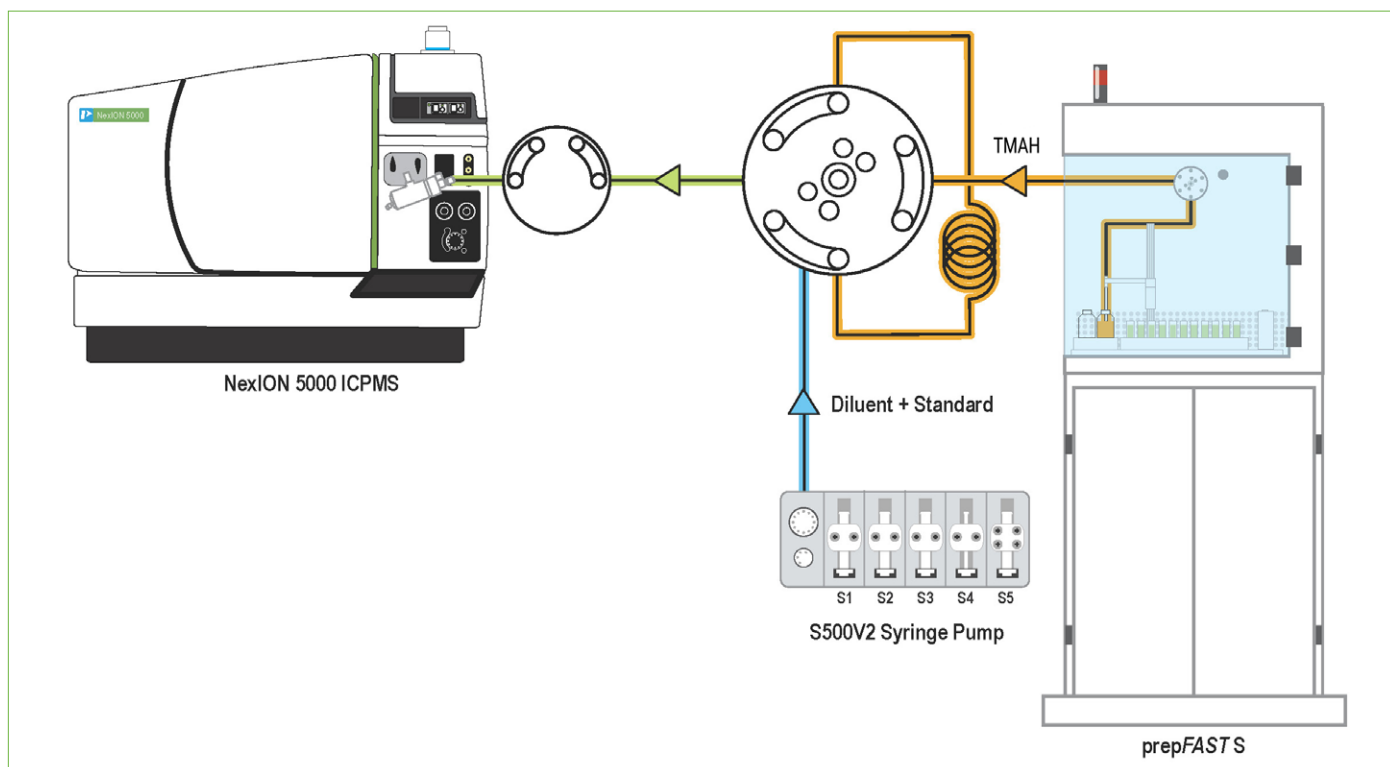 NexION 5000
TMAH
NexION 5000 ICPMS
Diluent + Standard
S1 S2 S3 S4 S5
S500V2 Syringe Pump
prepFAST S